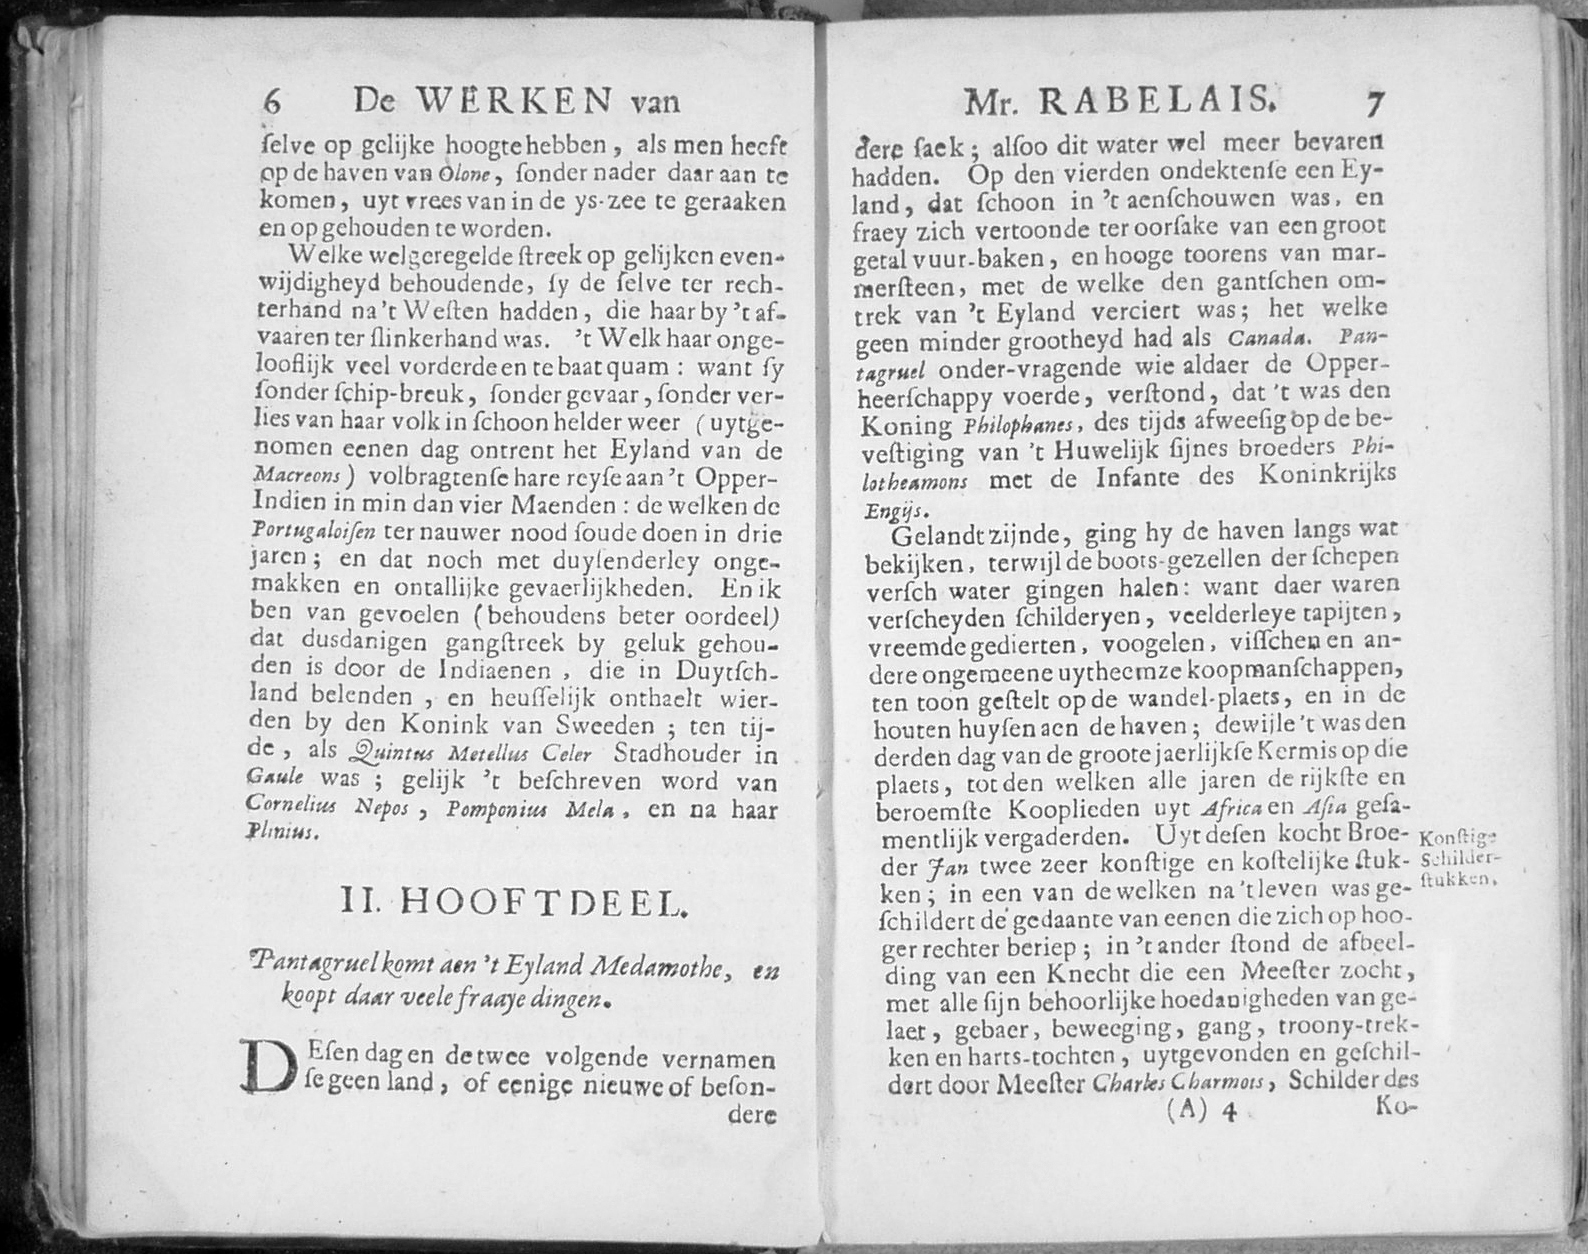 6 De WERKEN van
ſelve op gelijke hoogte hebben, als men heeft
op de haven van Olone, ſonder nader daar aan te
komen, uyt vrees van in de ys-zee te geraaken
en op gehouden te worden.
Welke welgeregelde ſtreek op gelijken even-
wijdigheyd behoudende, ſy de ſelve ter rech-
terhand na 't Weſten hadden, die haar by 't af-
vaaren ter ſlinkerhand was. 't Welk haar onge-
looflijk veel vorderde en te baat quam: want ſy
ſonder ſchip-breuk, ſonder gevaar, ſonder ver-
lies van haar volk in ſchoon helder weer (uytge-
nomen eenen dag ontrent het Eyland van de
Macreons) volbragtenſe hare reyſe aan 't Opper-
Indien in min dan vier Maenden: de welken de
Portugaloiſen ter nauwer nood ſoude doen in drie
jaren; en dat noch met duyſenderley onge-
makken en ontallijke gevaerlijkheden. En ik
ben van gevoelen (behoudens beter oordeel)
dat dusdanigen gangſtreek by geluk gehou-
den is door de Indiaenen, die in Duytſch-
land belenden, en heuſſelijk onthaelt wier-
den by den Konink van Sweeden; ten tij-
de, als Quintus Metellus Celer Stadhouder in
Gaule was; gelijk 't beſchreven word van
Cornelius Nepos, Pomponius Mela, en na haar
Plinius.
II. HOOFTDEEL.
Pantagruel komt aen 't Eyland Medamothe, en
koopt daar veele fraaye dingen.
DEſen dag en de twee volgende vernamen
ſe geen land, of eenige nieuwe of beſon-
dere
Mr. RABELAIS. 7
dere ſaek; alſoo dit water wel meer bevaren
hadden. Op den vierden ondektenſe een Ey-
land, dat ſchoon in 't aenſchouwen was, en
fraey zich vertoonde ter oorſake van een groot
getal vuur-baken, en hooge toorens van mar-
merſteen, met de welke den gantſchen om-
trek van 't Eyland verciert was; het welke
geen minder grootheyd had als Canada. Pan-
tagruel onder-vragende wie aldaer de Opper-
heerſchappy voerde, verſtond, dat 't was den
Koning Philophanes, des tijds afweeſig op de be-
veſtiging van 't Huwelijk ſijnes broeders Phi-
lotheamons met de Infante des Koninkrijks
Engijs.
Gelandt zijnde, ging hy de haven langs wat
bekijken, terwijl de boots-gezellen der ſchepen
verſch water gingen halen: want daer waren
verſcheyden ſchilderyen, veelderleye tapijten,
vreemde gedierten, voogelen, viſſchen en an-
dere ongemeene uytheemze koopmanſchappen,
ten toon geſtelt op de wandel-plaets, en in de
houten huyſen aen de haven; dewijle 't was den
derden dag van de groote jaerlijkſe Kermis op die
plaets, tot den welken alle jaren de rijkſte en
beroemſte Kooplieden uyt Africa en Aſia geſa-
mentlijk vergaderden. Uyt deſen kocht Broe-
der Jan twee zeer konſtige en koſtelijke ſtuk-
ken; in een van de welken na 't leven was ge-
ſchildert de gedaante van eenen die zich op hoo-
ger rechter beriep; in 't ander ſtond de afbeel-
ding van een Knecht die een Meeſter zocht,
met alle ſijn behoorlijke hoedanigheden van ge-
laet, gebaer, beweeging, gang, troony-trek-
ken en harts-tochten, uytgevonden en geſchil-
dert door Meeſter Charles Charmois, Schilder des
(A) 4 Ko-
Konſtige
Schilder-
ſtukken.